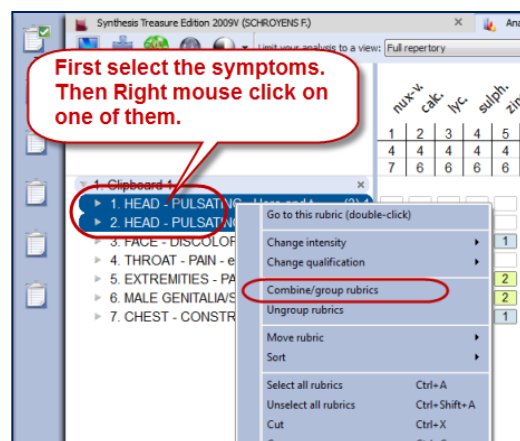 Synthesis Treasure Edition 2009V (SCHROYENS F.)
Limit your analysis to a view: Full repertory
First select the symptoms.
Then Right mouse click on
one of them.
nux-v. calc. lyc. sulph.
1 2 3 4 5
4 4 4 4 4
7 6 6 6 6
1. Clipboard 1
1. HEAD - PULSATING
2. HEAD - PULSATING
3. FACE - DISCOLOR
4. THROAT - PAIN - e
5. EXTREMITIES - PA
6. MALE GENITALIA/S
7. CHEST - CONSTR
1
2
2
1
Go to this rubric (double-click)
Change intensity
Change qualification
Combine/group rubrics
Ungroup rubrics
Move rubric
Sort
Select all rubrics Ctrl+A
Unselect all rubrics Ctrl+Shift+A
Cut Ctrl+X